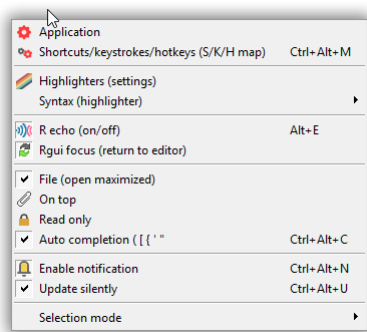 Application
Shortcuts/keystrokes/hotkeys (S/K/H map) Ctrl+Alt+M
Highlighters (settings)
Syntax (highlighter)
R echo (on/off) Alt+E
Rgui focus (return to editor)
File (open maximized)
On top
Read only
Auto completion ( [ { ' " Ctrl+Alt+C
Enable notification Ctrl+Alt+N
Update silently Ctrl+Alt+U
Selection mode